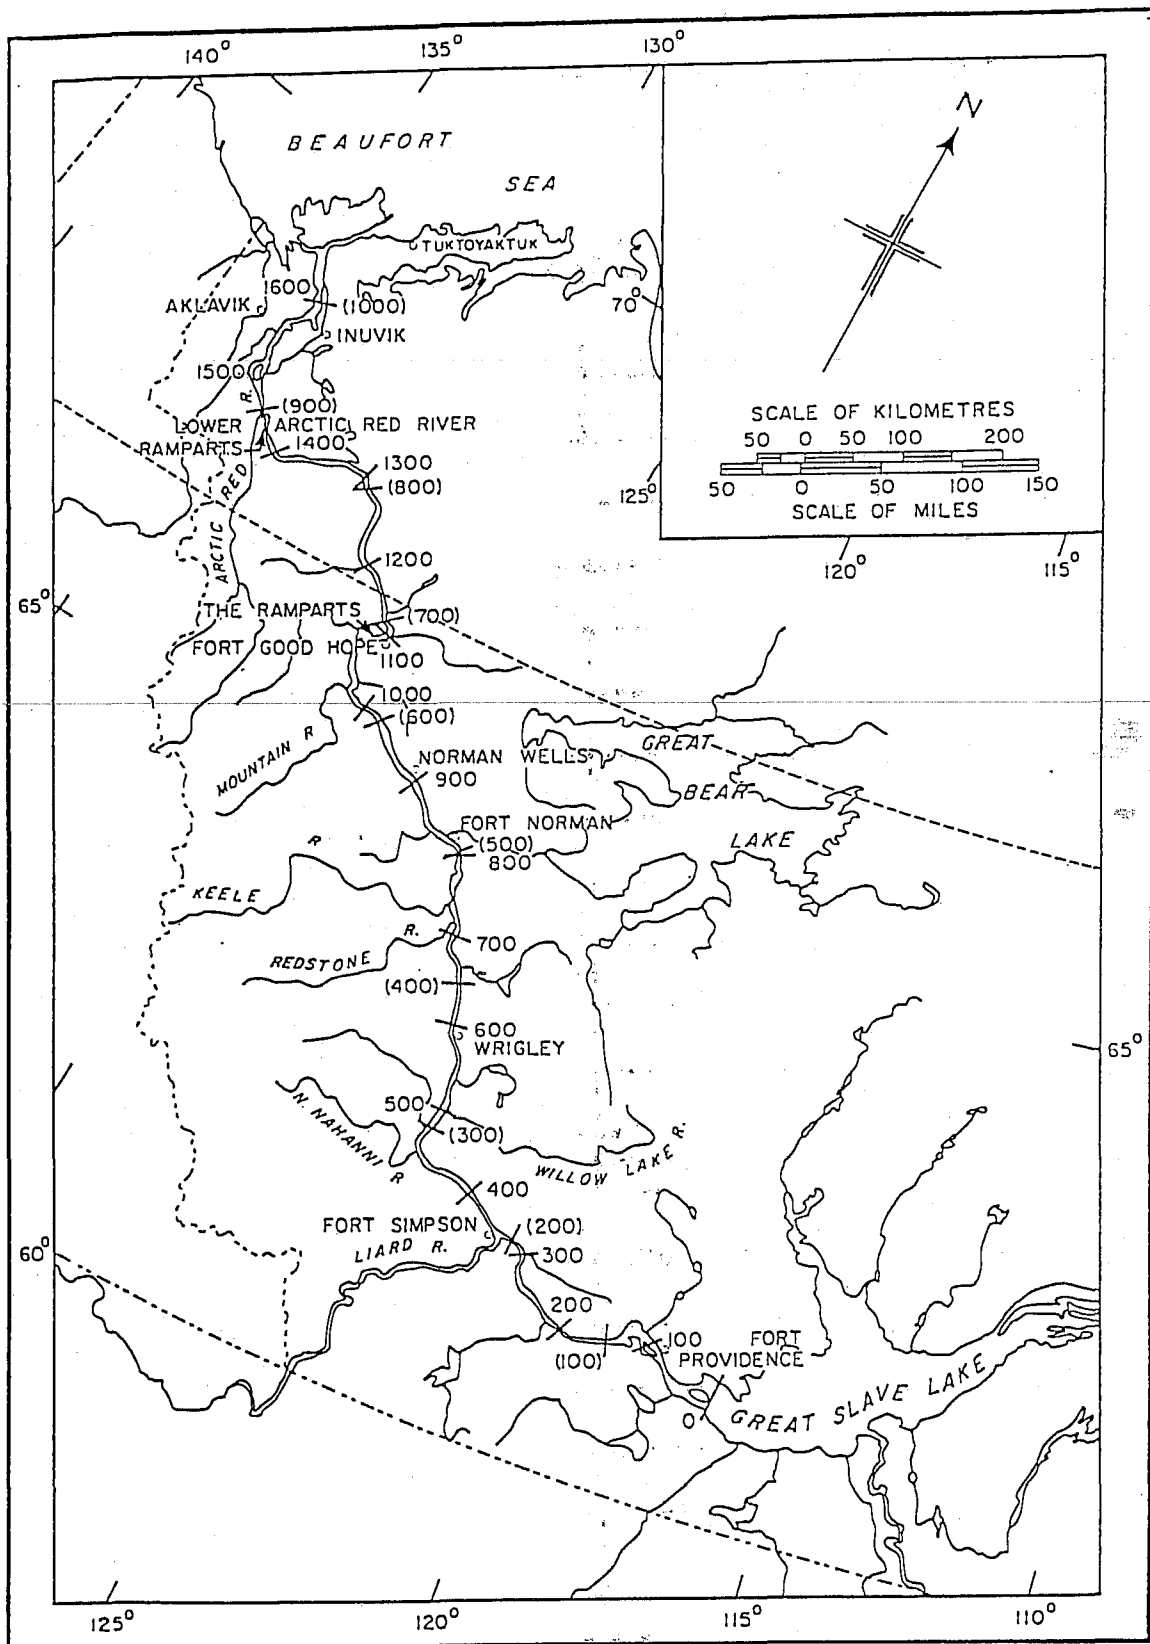 140° 135° 130°
N
BEAUFORT
SEA
TUKTOYAKTUK
1600
AKLAVIK
(1000)
70°
INUVIK
1500
R.
(900)
LOWER
ARCTIC RED RIVER
RAMPARTS
1400
SCALE OF KILOMETRES
50 0 50 100 200
50 0 50 100 150
SCALE OF MILES
1300
(800)
125°
RED
ARCTIC
1200
120° 115°
65°
THE RAMPARTS
(700)
FORT GOOD HOPE
1100
1000
(600)
MOUNTAIN R
GREAT
NORMAN WELLS
900
BEAR
FORT NORMAN
(500)
800
LAKE
R
KEELE
R.
700
REDSTONE
(400)
600
WRIGLEY
65°
500
(300)
N. NAHANNI R
WILLOW LAKE R.
400
FORT SIMPSON
(200)
LIARD R.
300
60°
200
(100)
100
FORT
PROVIDENCE
0
GREAT SLAVE LAKE
125° 120° 115° 110°